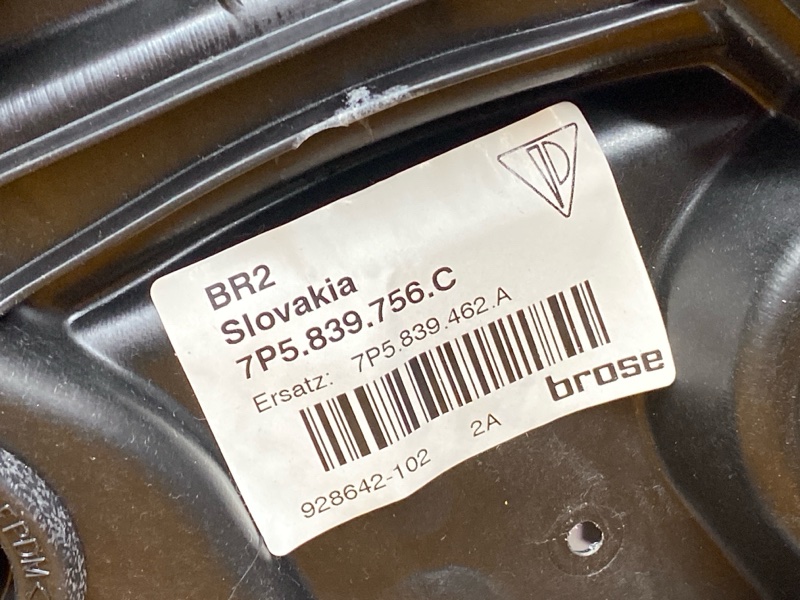 BR2
Slovakia
7P5.839.756.C
Ersatz: 7P5.839.462.A
brose
928642-102 2A